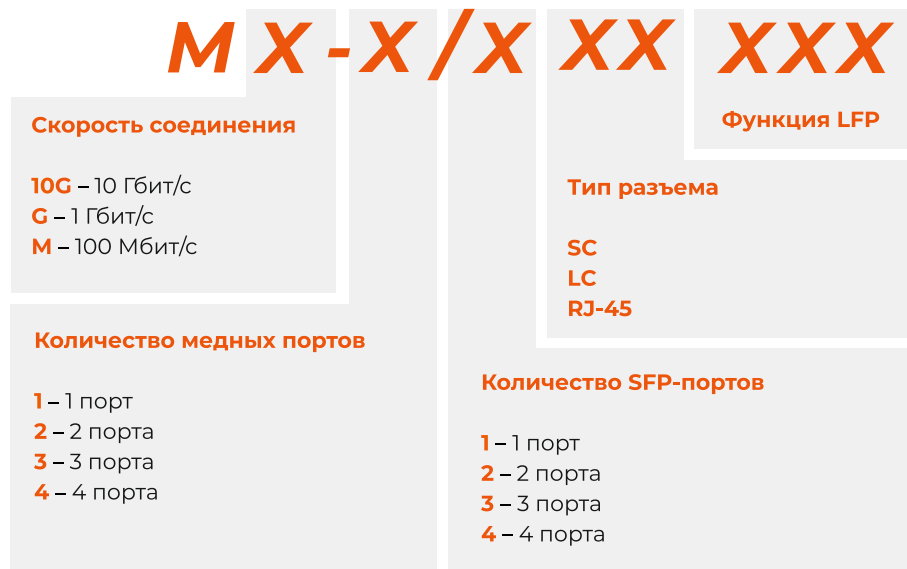 M X - X / X XX XXX
Функция LFP
Скорость соединения
10G – 10 Гбит/с
G – 1 Гбит/с
M – 100 Мбит/с
Тип разъема
SC
LC
RJ-45
Количество медных портов
1 – 1 порт
2 – 2 порта
3 – 3 порта
4 – 4 порта
Количество SFP-портов
1 – 1 порт
2 – 2 порта
3 – 3 порта
4 – 4 порта